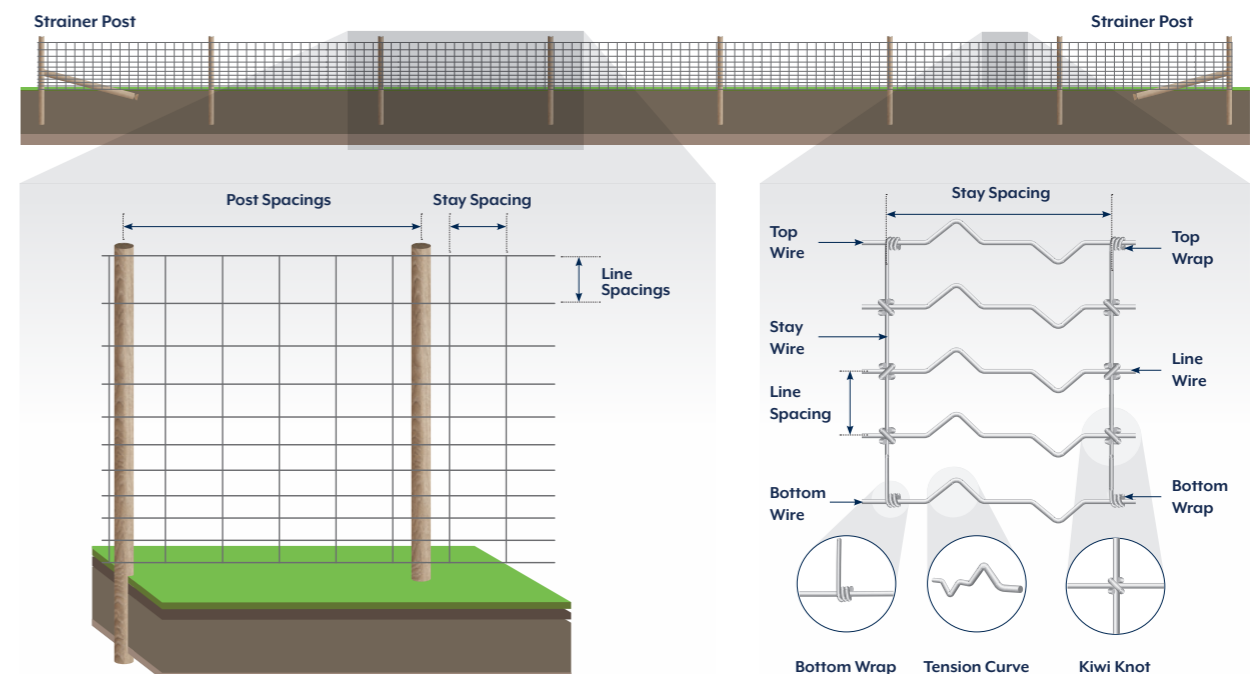 Strainer Post
Strainer Post
Post Spacings
Stay Spacing
Line
Spacings
Stay Spacing
Top
Wire
Top
Wrap
Stay
Wire
Line
Wire
Line
Spacing
Bottom
Wire
Bottom
Wrap
Bottom Wrap
Tension Curve
Kiwi Knot